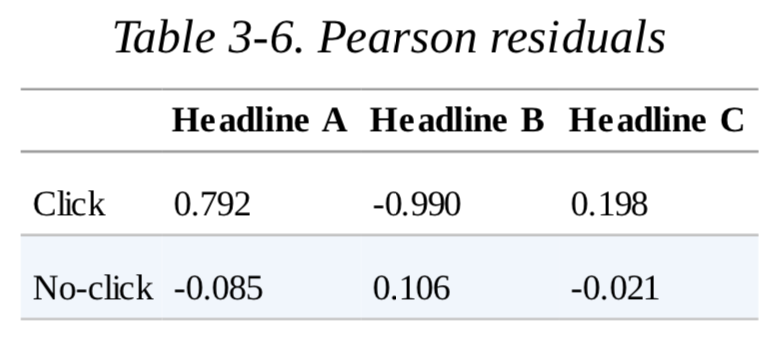 Table 3-6. Pearson residuals
Headline A Headline B Headline C
Click 0.792 -0.990 0.198
No-click -0.085 0.106 -0.021